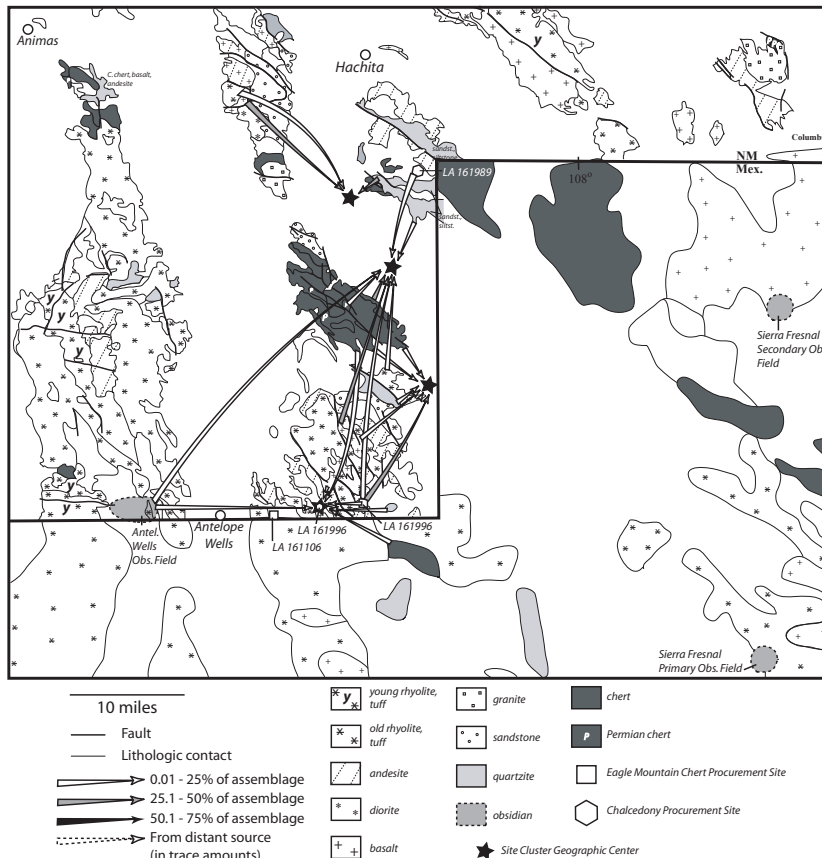 Animas
Hachita
y
C. chert, basalt,
andesite
sandst.,
Columbu
NM
Mex.
108°
LA 161989
sandst.,
siltst.
y
y
y
Sierra Fresnal
Secondary Ob
Field
y
y
Antel.
Wells
Obs. Field
Antelope
Wells
LA 161106
LA 161996
LA 161996
Sierra Fresnal
Primary Obs. Field
10 miles
Fault
Lithologic contact
0.01 - 25% of assemblage
25.1 - 50% of assemblage
50.1 - 75% of assemblage
From distant source
(in trace amounts)
y
young rhyolite,
tuff
old rhyolite,
tuff
andesite
diorite
basalt
granite
sandstone
quartzite
obsidian
chert
P
Permian chert
Eagle Mountain Chert Procurement Site
Chalcedony Procurement Site
Site Cluster Geographic Center